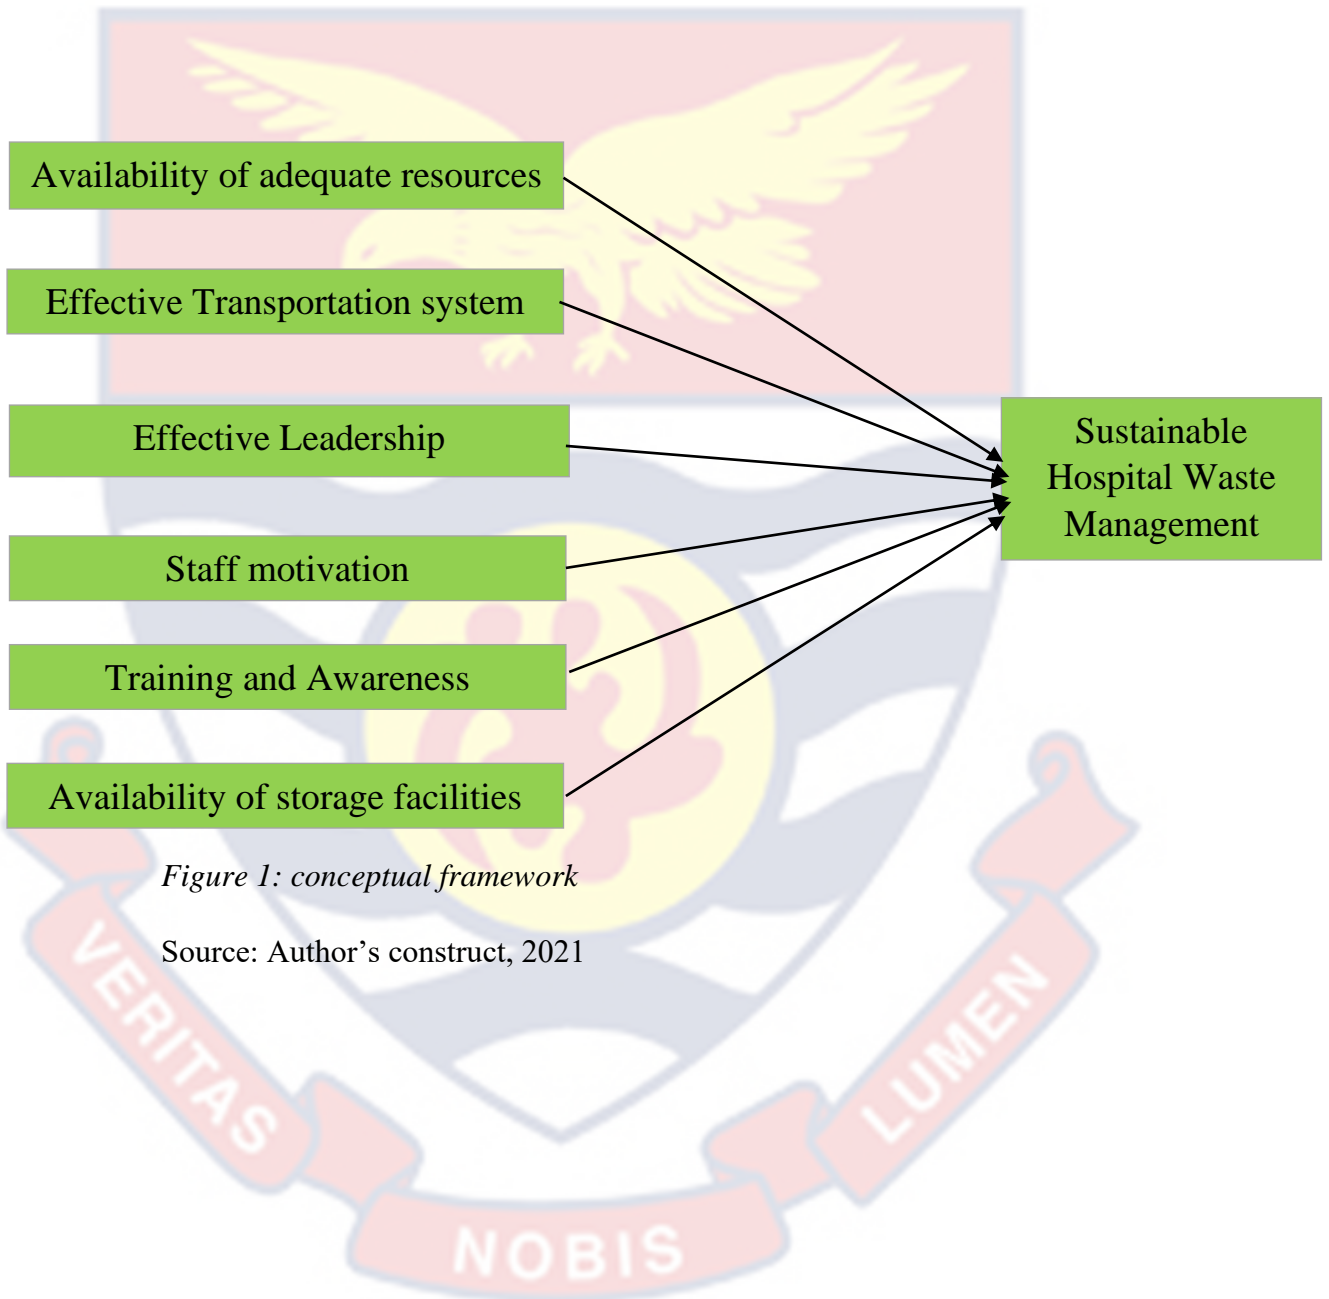 Availability of adequate resources
Effective Transportation system
Effective Leadership
Staff motivation
Training and Awareness
Availability of storage facilities
Sustainable
Hospital Waste
Management
Figure 1: conceptual framework
Source: Author’s construct, 2021
VERITAS
NOBIS
LUMEN